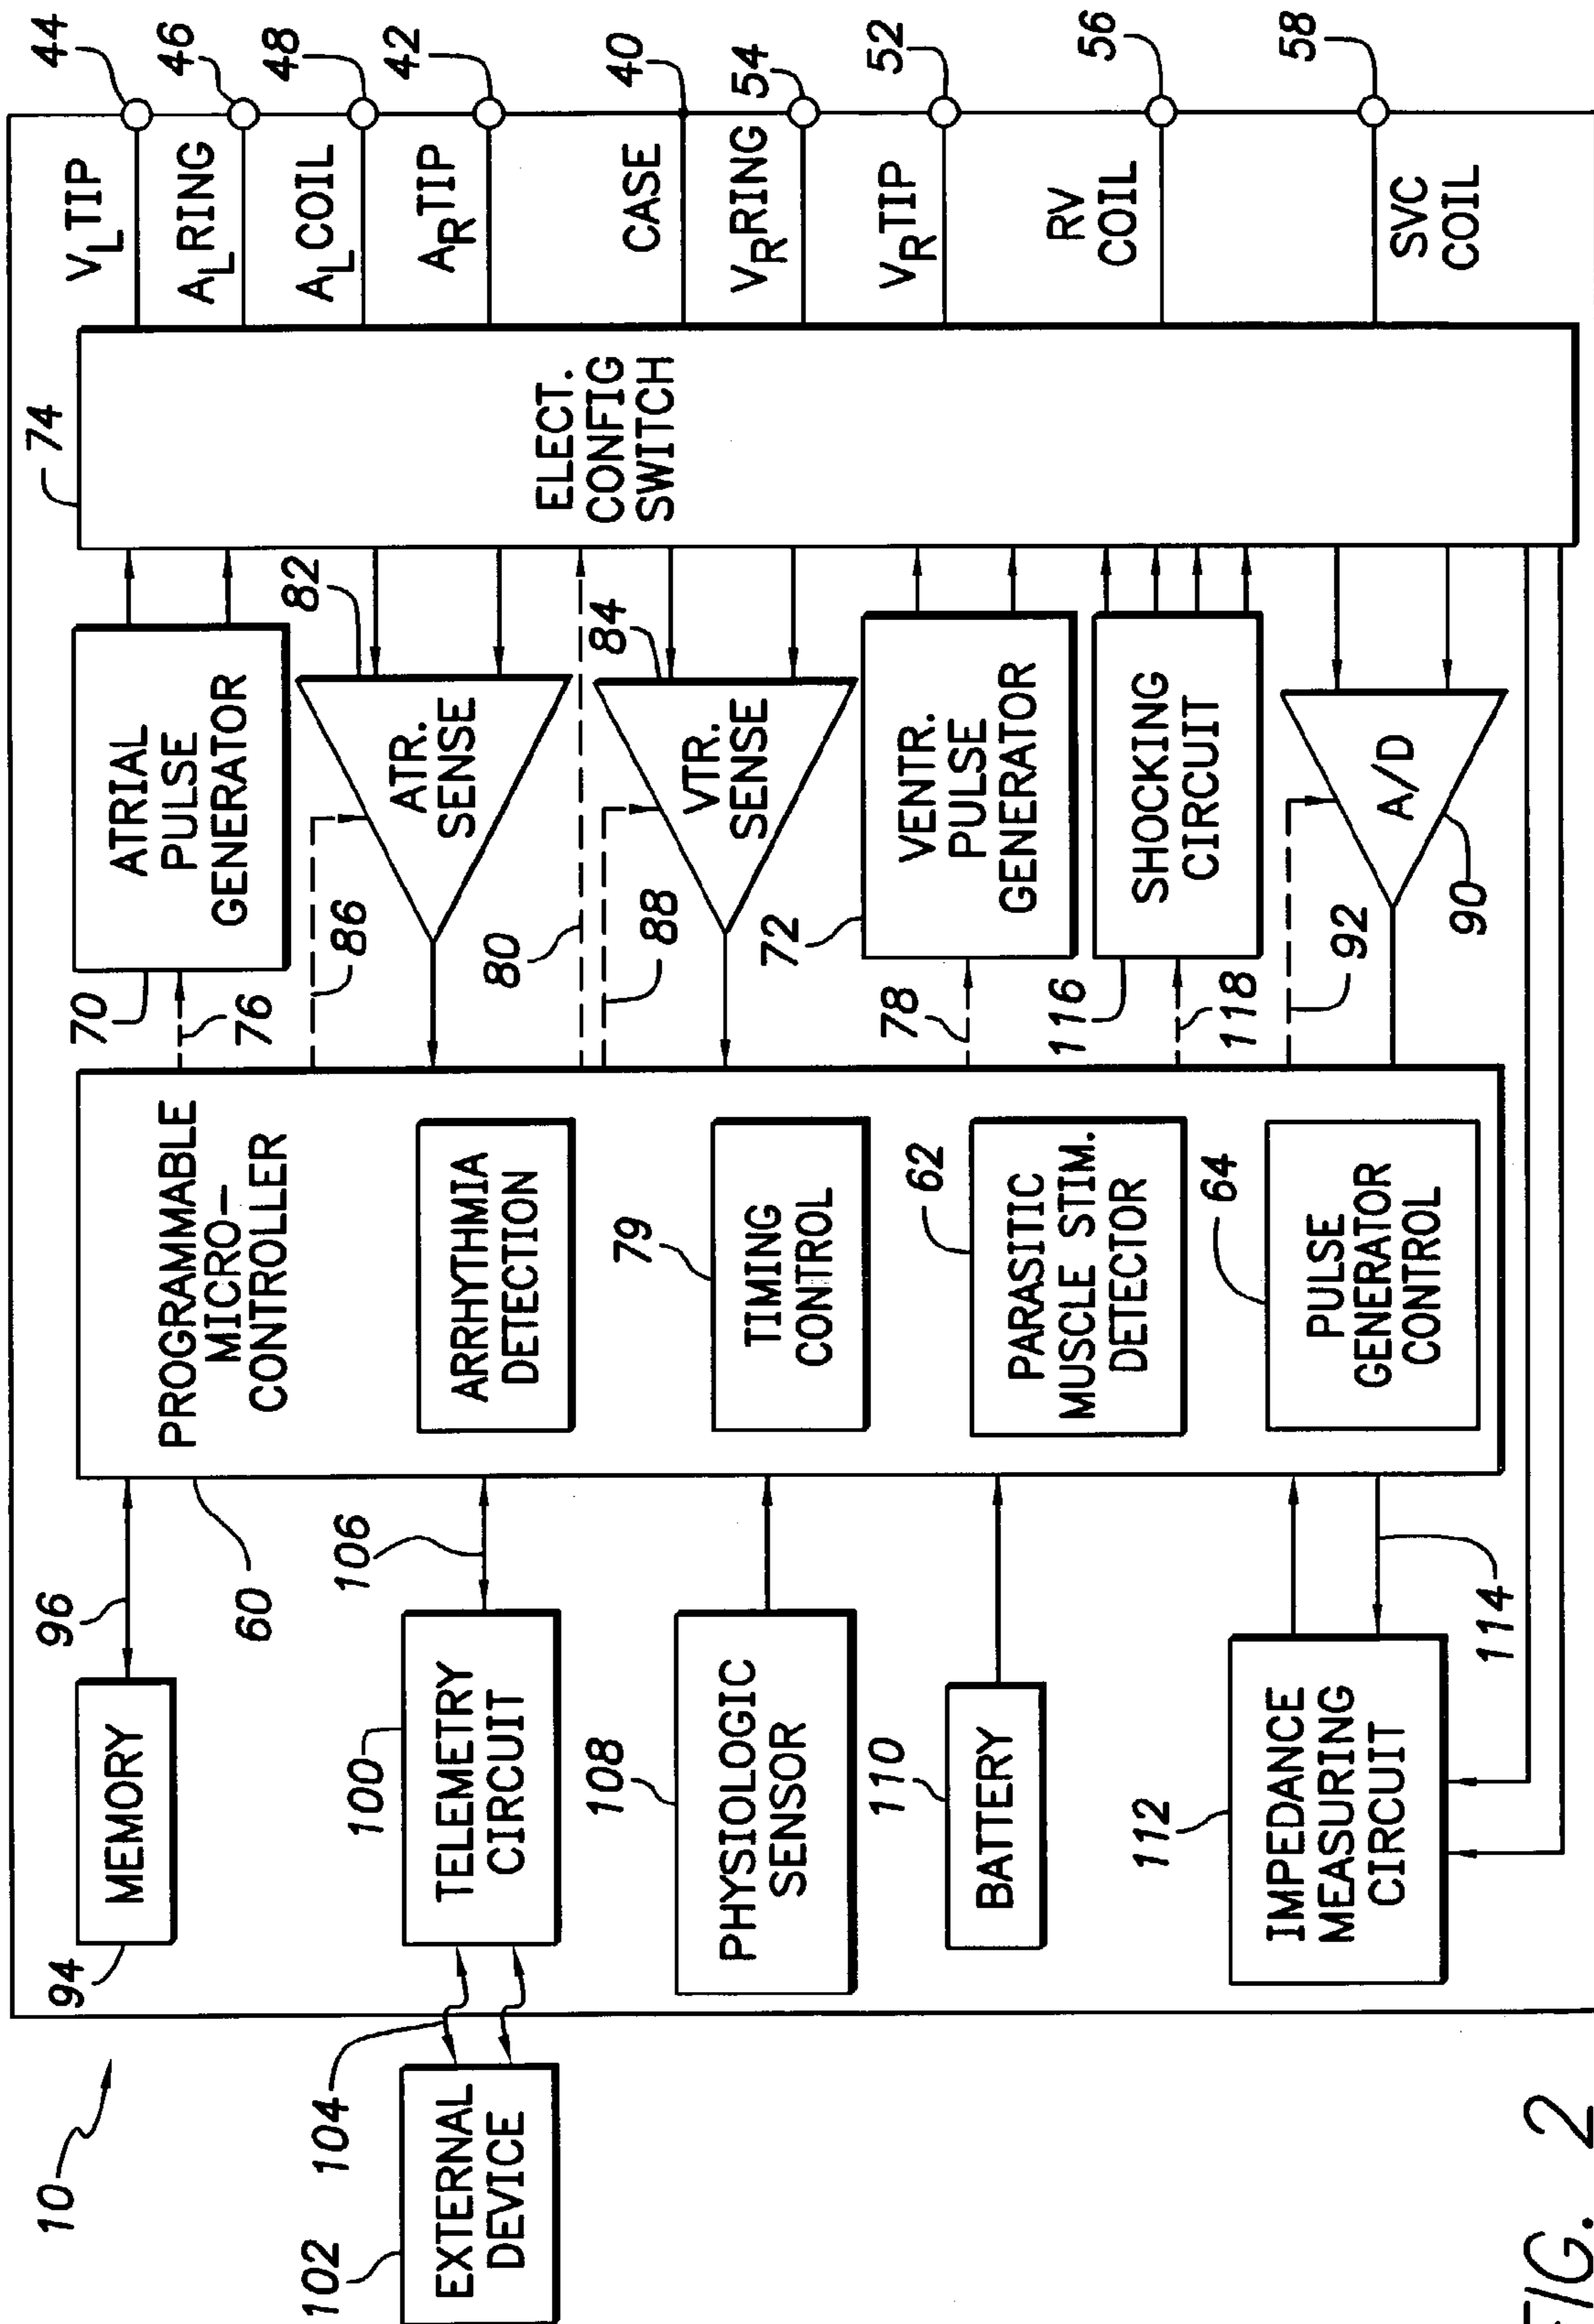 10
44
46
48
42
40
54
52
56
58
V_L TIP
A_L RING
A_L COIL
A_R TIP
CASE
V_R RING
V_R TIP
RV
COIL
SVC
COIL
74
ELECT.
CONFIG
SWITCH
ATRIAL
PULSE
GENERATOR
70
76
82
ATR.
SENSE
86
80
84
VTR.
SENSE
88
72
VENTR.
PULSE
GENERATOR
78
SHOCKING
CIRCUIT
116
118
A/D
92
90
PROGRAMMABLE
MICRO-
CONTROLLER
60
ARRHYTHMIA
DETECTION
79
TIMING
CONTROL
62
PARASITIC
MUSCLE STIM.
DETECTOR
64
PULSE
GENERATOR
CONTROL
96
MEMORY
94
106
100
TELEMETRY
CIRCUIT
104
102
EXTERNAL
DEVICE
108
PHYSIOLOGIC
SENSOR
110
BATTERY
112
IMPEDANCE
MEASURING
CIRCUIT
114
FIG. 2